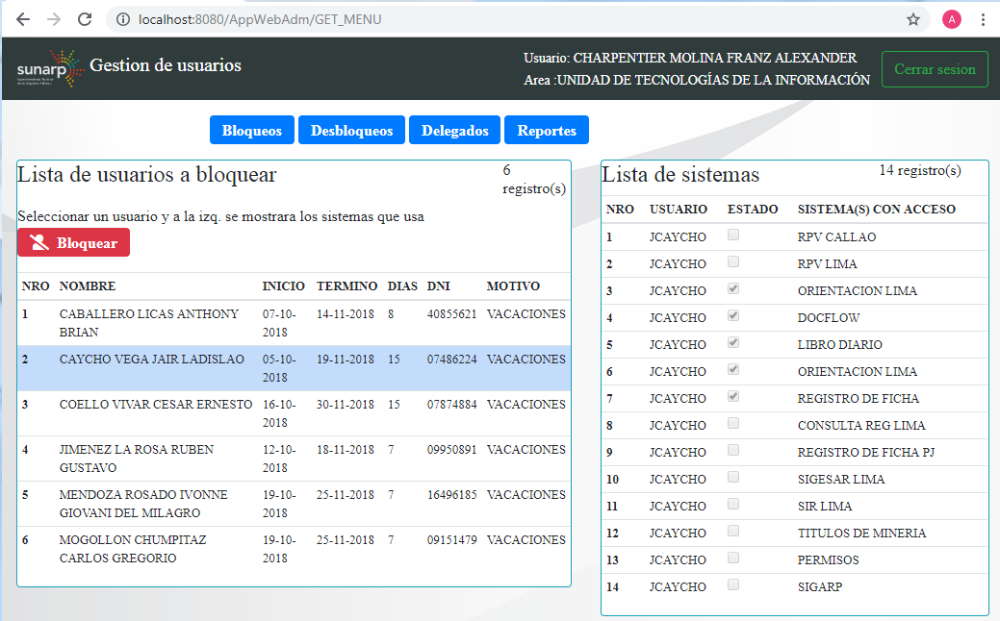 localhost:8080/AppWebAdm/GET_MENU
A
sunarp
Gestion de usuarios
Usuario: CHARPENTIER MOLINA FRANZ ALEXANDER
Area :UNIDAD DE TECNOLOGÍAS DE LA INFORMACIÓN
Cerrar sesion
Bloqueos Desbloqueos Delegados Reportes
Lista de usuarios a bloquear
6
registro(s)
Seleccionar un usuario y a la izq. se mostrara los sistemas que usa
Bloquear
NRO NOMBRE INICIO TERMINO DIAS DNI MOTIVO
1 CABALLERO LICAS ANTHONY 07-10- 14-11-2018 8 40855621 VACACIONES
BRIAN 2018
2 CAYCHO VEGA JAIR LADISLAO 05-10- 19-11-2018 15 07486224 VACACIONES
2018
3 COELLO VIVAR CESAR ERNESTO 16-10- 30-11-2018 15 07874884 VACACIONES
2018
4 JIMENEZ LA ROSA RUBEN 12-10- 18-11-2018 7 09950891 VACACIONES
GUSTAVO 2018
5 MENDOZA ROSADO IVONNE 19-10- 25-11-2018 7 16496185 VACACIONES
GIOVANI DEL MILAGRO 2018
6 MOGOLLON CHUMPITAZ 19-10- 25-11-2018 7 09151479 VACACIONES
CARLOS GREGORIO 2018
Lista de sistemas
14 registro(s)
NRO USUARIO ESTADO SISTEMA(S) CON ACCESO
1 JCAYCHO RPV CALLAO
2 JCAYCHO RPV LIMA
3 JCAYCHO ORIENTACION LIMA
4 JCAYCHO DOCFLOW
5 JCAYCHO LIBRO DIARIO
6 JCAYCHO ORIENTACION LIMA
7 JCAYCHO REGISTRO DE FICHA
8 JCAYCHO CONSULTA REG LIMA
9 JCAYCHO REGISTRO DE FICHA PJ
10 JCAYCHO SIGESAR LIMA
11 JCAYCHO SIR LIMA
12 JCAYCHO TITULOS DE MINERIA
13 JCAYCHO PERMISOS
14 JCAYCHO SIGARP